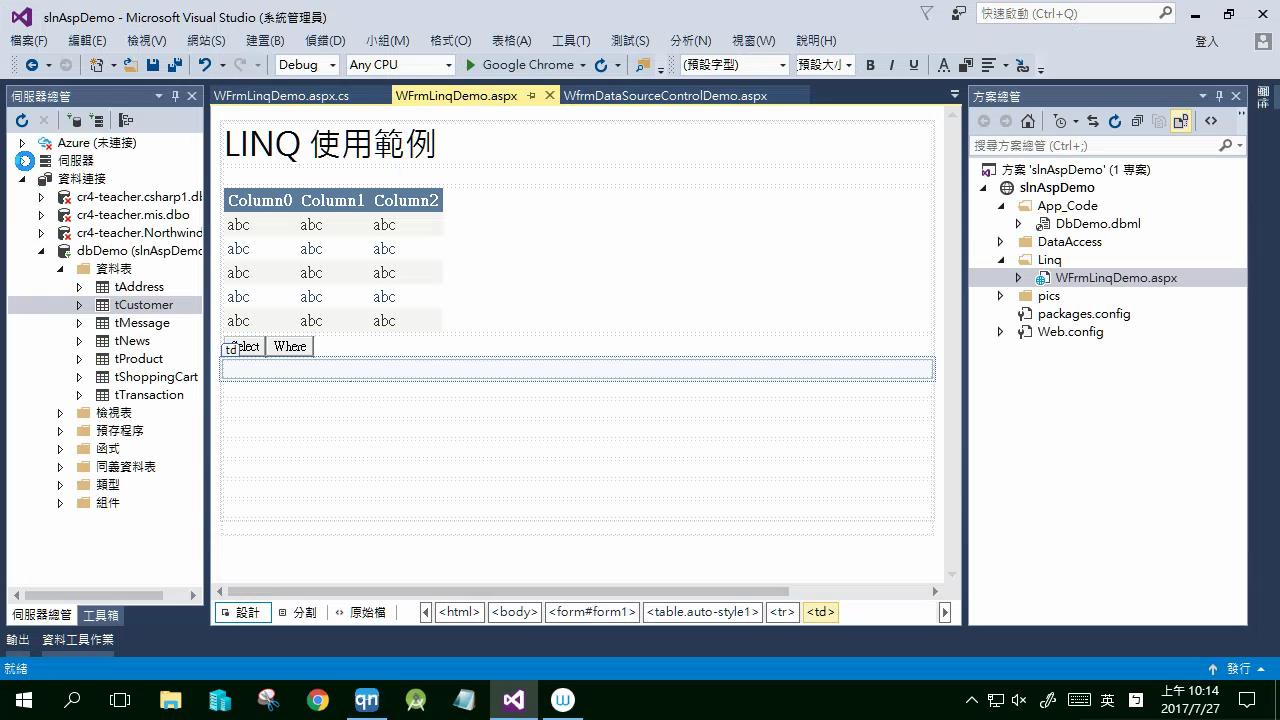 slnAspDemo - Microsoft Visual Studio (系統管理員)
快速啟動 (Ctrl+Q)
檔案(F) 編輯(E) 檢視(V) 網站(S) 建置(B) 偵錯(D) 小組(M) 格式(O) 表格(A) 工具(T) 測試(S) 分析(N) 視窗(W) 說明(H)
登入
Debug Any CPU Google Chrome (預設字型) 預設大小 B I U A
伺服器總管
Azure (未連接)
伺服器
資料連接
cr4-teacher.csharp1.db
cr4-teacher.mis.dbo
cr4-teacher.Northwind
dbDemo (slnAspDemo
資料表
tAddress
tCustomer
tMessage
tNews
tProduct
tShoppingCart
tTransaction
檢視表
預存程序
函式
同義資料表
類型
組件
伺服器總管 工具箱
WFrmLinqDemo.aspx.cs WFrmLinqDemo.aspx WfrmDataSourceControlDemo.aspx
LINQ 使用範例
Column0 Column1 Column2
abc abc abc
abc abc abc
abc abc abc
abc abc abc
abc abc abc
td lect Where
設計 分割 原始檔 <html> <body> <form#form1> <table.auto-style1> <tr> <td>
方案總管
搜尋方案總管 (Ctrl+;)
方案 'slnAspDemo' (1 專案)
slnAspDemo
App_Code
DbDemo.dbml
DataAccess
Linq
WFrmLinqDemo.aspx
pics
packages.config
Web.config
輸出 資料工具作業
就緒
發行
qn W 英 上午 10:14
2017/7/27